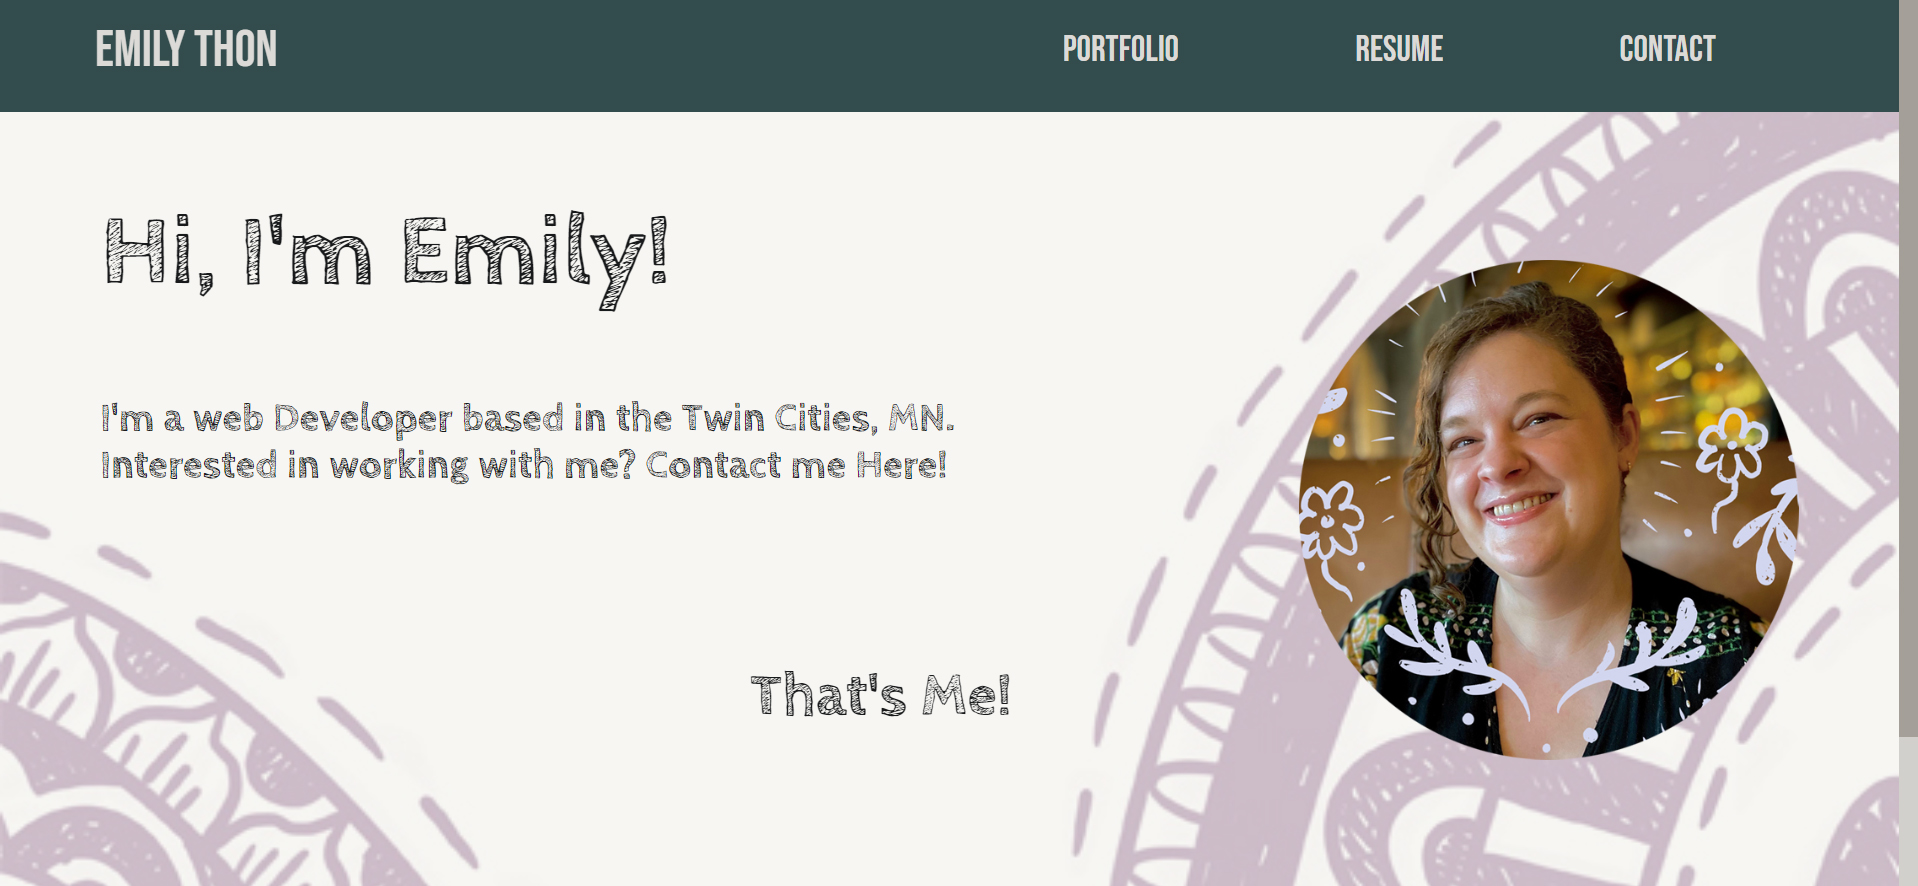 EMILY THON
PORTFOLIO
RESUME
CONTACT
Hi, I'm Emily!
I'm a web Developer based in the Twin Cities, MN.
Interested in working with me? Contact me Here!
That's Me!